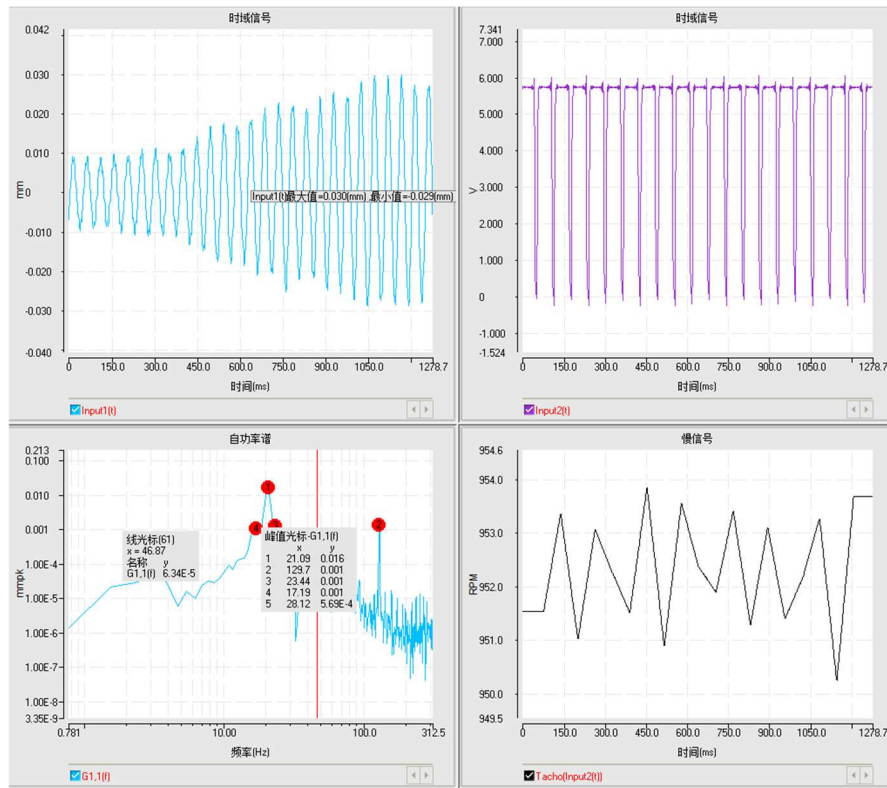 时域信号
0.042
0.030
0.020
0.010
0
-0.010
-0.020
-0.030
-0.040
mm
Input1(t)最大值=0.030(mm) ,最小值=-0.029(mm)
0 150.0 300.0 450.0 600.0 750.0 900.0 1050.0 1278.7
时间(ms)
Input1(t)
时域信号
7.341
7.000
6.000
5.000
4.000
3.000
2.000
1.000
0
-1.000
-1.524
V
0 150.0 300.0 450.0 600.0 750.0 900.0 1050.0 1278.7
时间(ms)
Input2(t)
自功率谱
0.213
0.100
0.010
0.001
1.00E-4
1.00E-5
1.00E-6
1.00E-7
1.00E-8
3.35E-9
mmpk
1
2
3
4
线光标(61)
x = 46.87
名称 y
G1,1(f) 6.34E-5
峰值光标-G1,1(f)
x y
1 21.09 0.016
2 129.7 0.001
3 23.44 0.001
4 17.19 0.001
5 28.12 5.69E-4
0.781 10.00 100.0 312.5
频率(Hz)
G1,1(f)
慢信号
954.6
954.0
953.0
952.0
951.0
950.0
949.5
RPM
0 150.0 300.0 450.0 600.0 750.0 900.0 1050.0 1278.7
时间(ms)
Tacho(Input2(t))